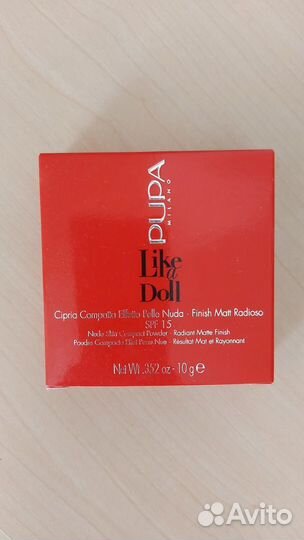 PUPA
MILANO
Like
a
Doll
Cipria Compatta Effetto Pelle Nuda - Finish Matt Radioso
SPF 15
Nude Skin Compact Powder - Radiant Matte Finish
Poudre Compacte Effet Peau Nue - Résultat Mat et Rayonnant
Net Wt. .352 oz - 10 g e
Avito